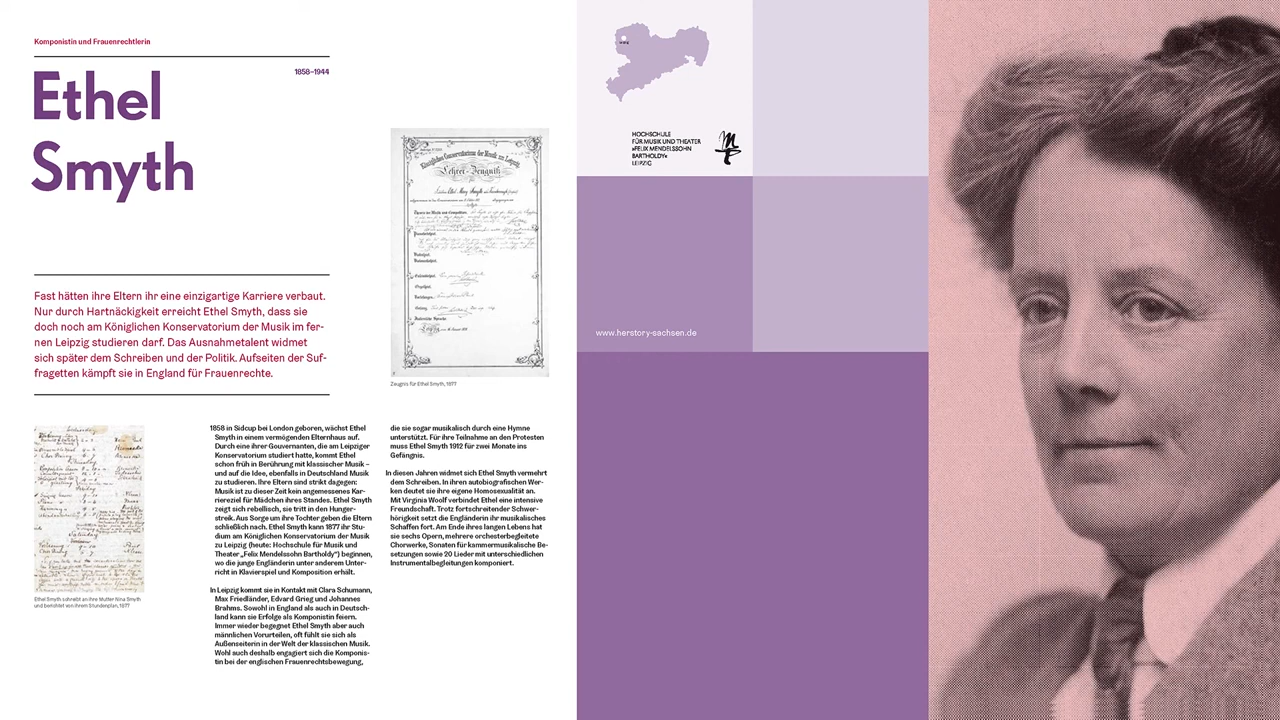 Komponistin und Frauenrechtlerin
1858–1944
Ethel
Smyth
Fast hätten ihre Eltern ihr eine einzigartige Karriere verbaut.
Nur durch Hartnäckigkeit erreicht Ethel Smyth, dass sie
doch noch am Königlichen Konservatorium der Musik im fer-
nen Leipzig studieren darf. Das Ausnahmetalent widmet
sich später dem Schreiben und der Politik. Aufseiten der Suf-
fragetten kämpft sie in England für Frauenrechte.
Ethel Smyth schreibt an ihre Mutter Nina Smyth
und berichtet von ihrem Stundenplan, 1877
1858 in Sidcup bei London geboren, wächst Ethel
Smyth in einem vermögenden Elternhaus auf.
Durch eine ihrer Gouvernanten, die am Leipziger
Konservatorium studiert hatte, kommt Ethel
schon früh in Berührung mit klassischer Musik –
und auf die Idee, ebenfalls in Deutschland Musik
zu studieren. Ihre Eltern sind strikt dagegen:
Musik ist zu dieser Zeit kein angemessenes Kar-
riereziel für Mädchen ihres Standes. Ethel Smyth
zeigt sich rebellisch, sie tritt in den Hunger-
streik. Aus Sorge um ihre Tochter geben die Eltern
schließlich nach. Ethel Smyth kann 1877 ihr Stu-
dium am Königlichen Konservatorium der Musik
zu Leipzig (heute: Hochschule für Musik und
Theater „Felix Mendelssohn Bartholdy“) beginnen,
wo die junge Engländerin unter anderem Unter-
richt in Klavierspiel und Komposition erhält.
In Leipzig kommt sie in Kontakt mit Clara Schumann,
Max Friedländer, Edvard Grieg und Johannes
Brahms. Sowohl in England als auch in Deutsch-
land kann sie Erfolge als Komponistin feiern.
Immer wieder begegnet Ethel Smyth aber auch
männlichen Vorurteilen, oft fühlt sie sich als
Außenseiterin in der Welt der klassischen Musik.
Wohl auch deshalb engagiert sich die Komponis-
tin bei der englischen Frauenrechtsbewegung,
Königliches Conservatorium der Musik zu Leipzig
Lehrer-Zeugniß
Zeugnis für Ethel Smyth, 1877
die sie sogar musikalisch durch eine Hymne
unterstützt. Für ihre Teilnahme an den Protesten
muss Ethel Smyth 1912 für zwei Monate ins
Gefängnis.
In diesen Jahren widmet sich Ethel Smyth vermehrt
dem Schreiben. In ihren autobiografischen Wer-
ken deutet sie ihre eigene Homosexualität an.
Mit Virginia Woolf verbindet Ethel eine intensive
Freundschaft. Trotz fortschreitender Schwer-
hörigkeit setzt die Engländerin ihr musikalisches
Schaffen fort. Am Ende ihres langen Lebens hat
sie sechs Opern, mehrere orchesterbegleitete
Chorwerke, Sonaten für kammermusikalische Be-
setzungen sowie 20 Lieder mit unterschiedlichen
Instrumentalbegleitungen komponiert.
HOCHSCHULE
FÜR MUSIK UND THEATER
»FELIX MENDELSSOHN
BARTHOLDY«
LEIPZIG
www.herstory-sachsen.de